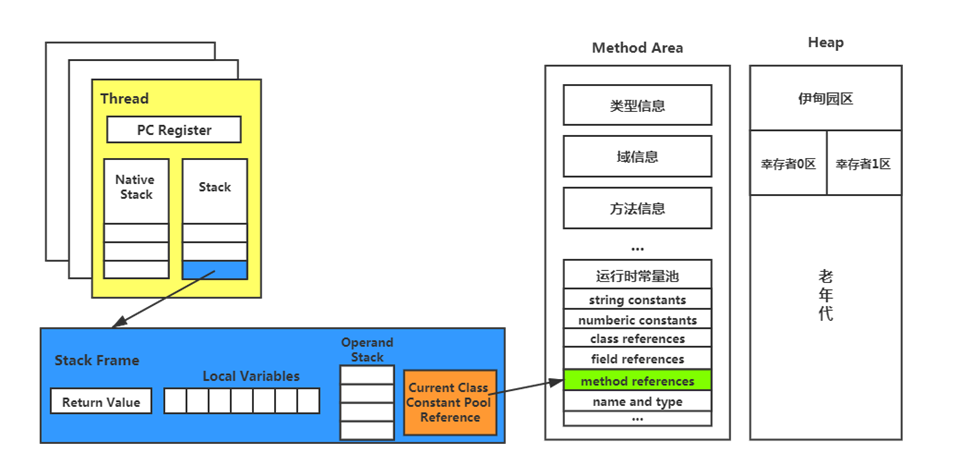 Thread
PC Register
Native
Stack
Stack
Stack Frame
Return Value
Local Variables
Operand
Stack
Current Class
Constant Pool
Reference
Method Area
类型信息
域信息
方法信息
...
运行时常量池
string constants
numberic constants
class references
field references
method references
name and type
...
Heap
伊甸园区
幸存者0区
幸存者1区
老
年
代